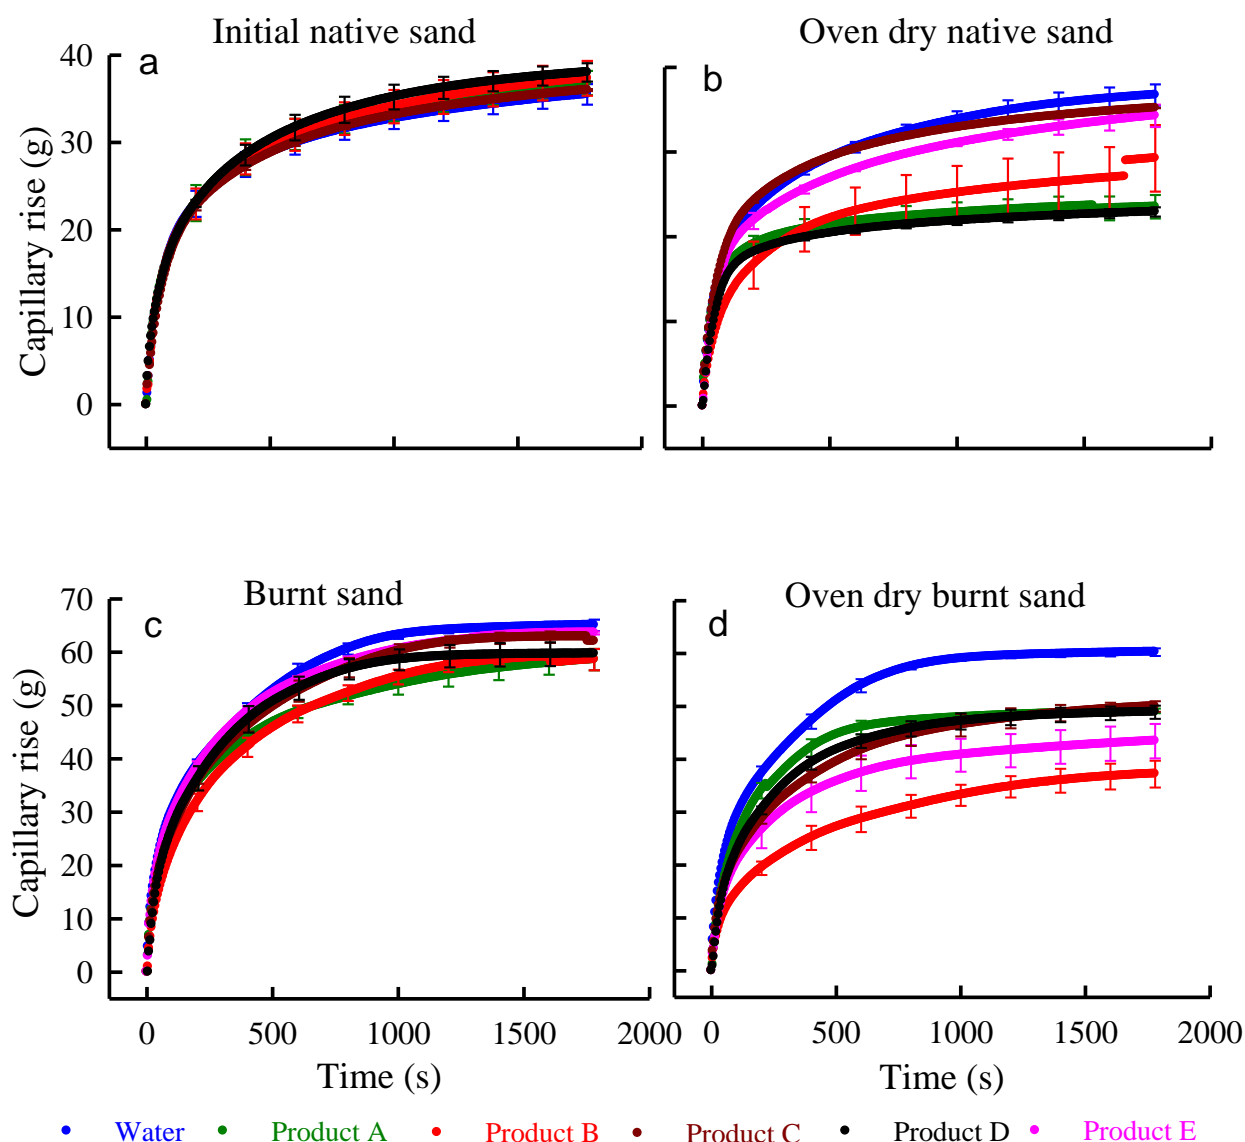 Initial native sand
Oven dry native sand
a
b
40
30
20
10
0
Capillary rise (g)
Burnt sand
Oven dry burnt sand
c
d
70
60
50
40
30
20
10
0
Capillary rise (g)
0 500 1000 1500 2000
0 500 1000 1500 2000
Time (s)
Time (s)
Water Product A Product B Product C Product D Product E